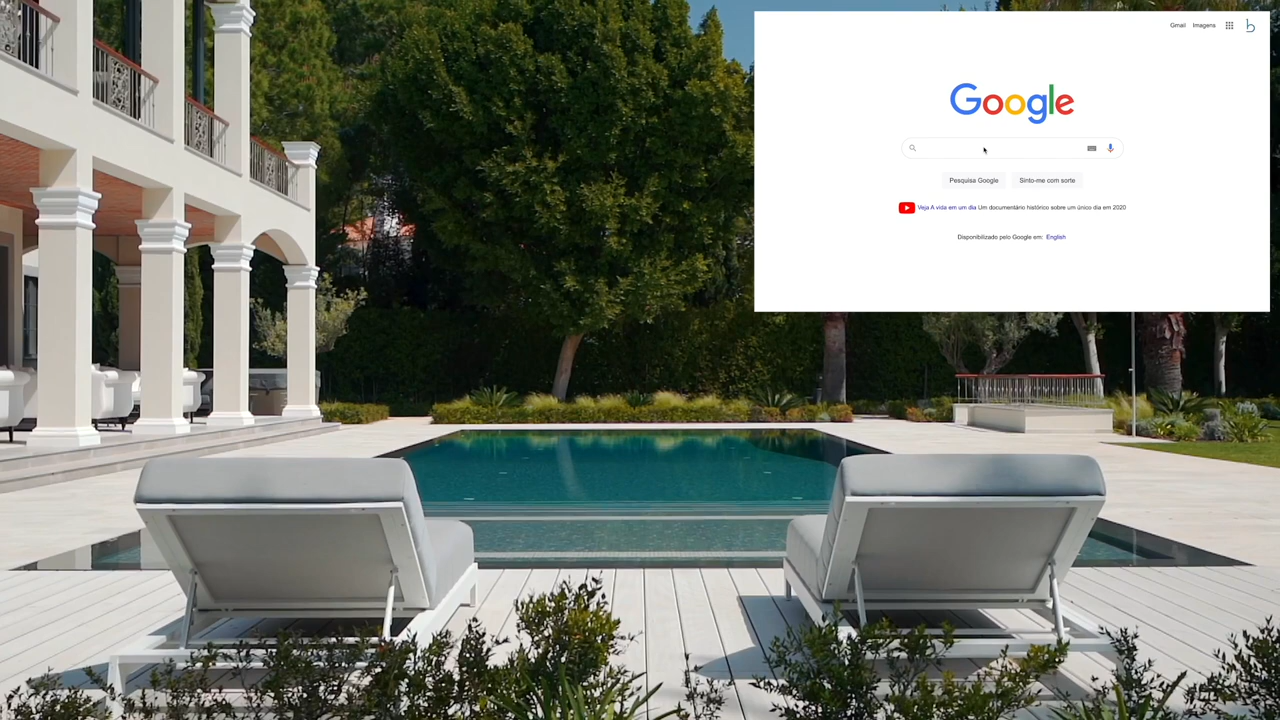 Gmail Imagens
Google
Pesquisa Google Sinto-me com sorte
Veja A vida em um dia Um documentário histórico sobre um único dia em 2020
Disponibilizado pelo Google em: English